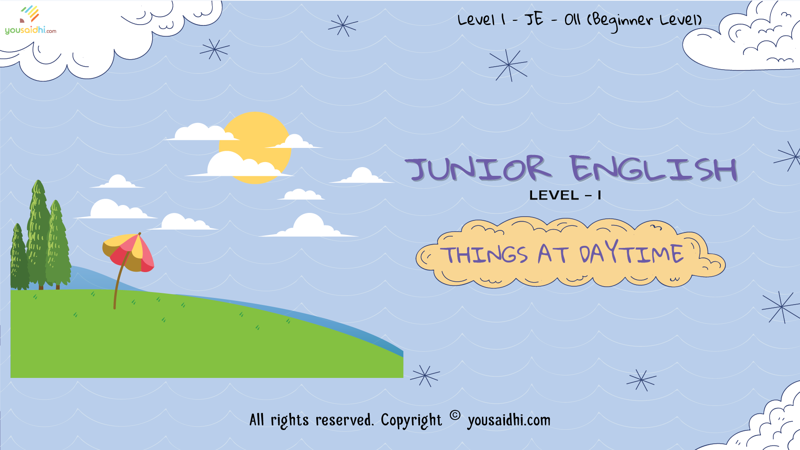 yousaidhi.com
Level 1 - JE - 011 (Beginner Level)
JUNIOR ENGLISH
LEVEL - 1
THINGS AT DAYTIME
All rights reserved. Copyright © yousaidhi.com